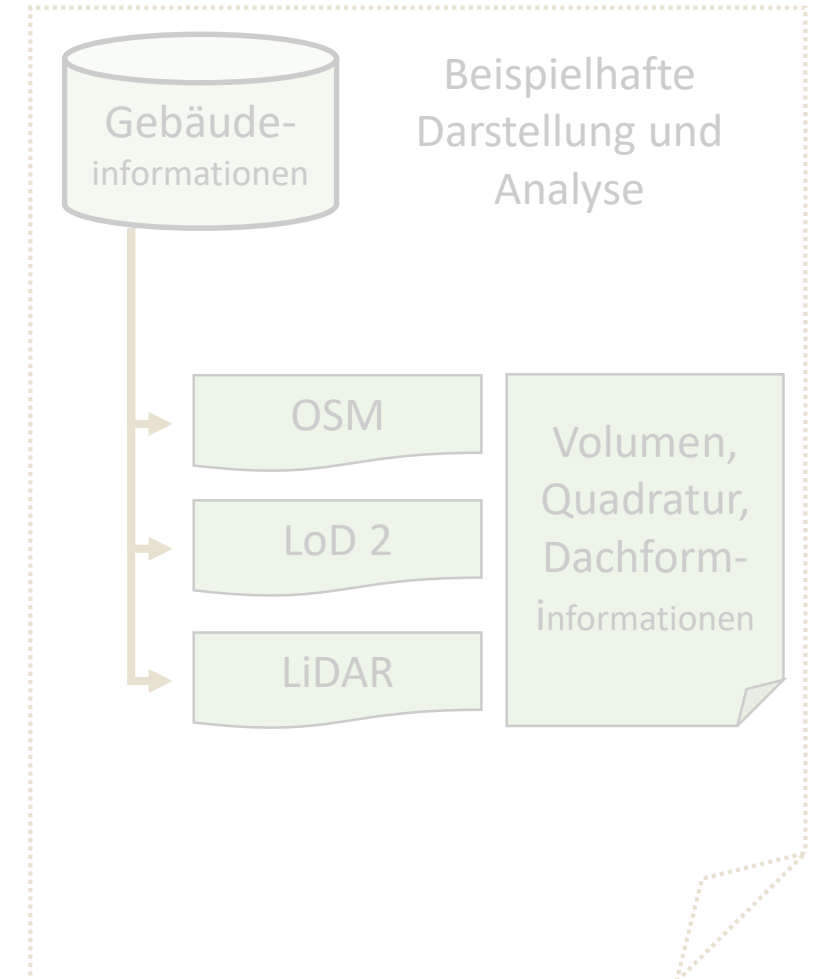 Gebäude-
informationen
Beispielhafte
Darstellung und
Analyse
OSM
LoD 2
LiDAR
Volumen,
Quadratur,
Dachform-
informationen